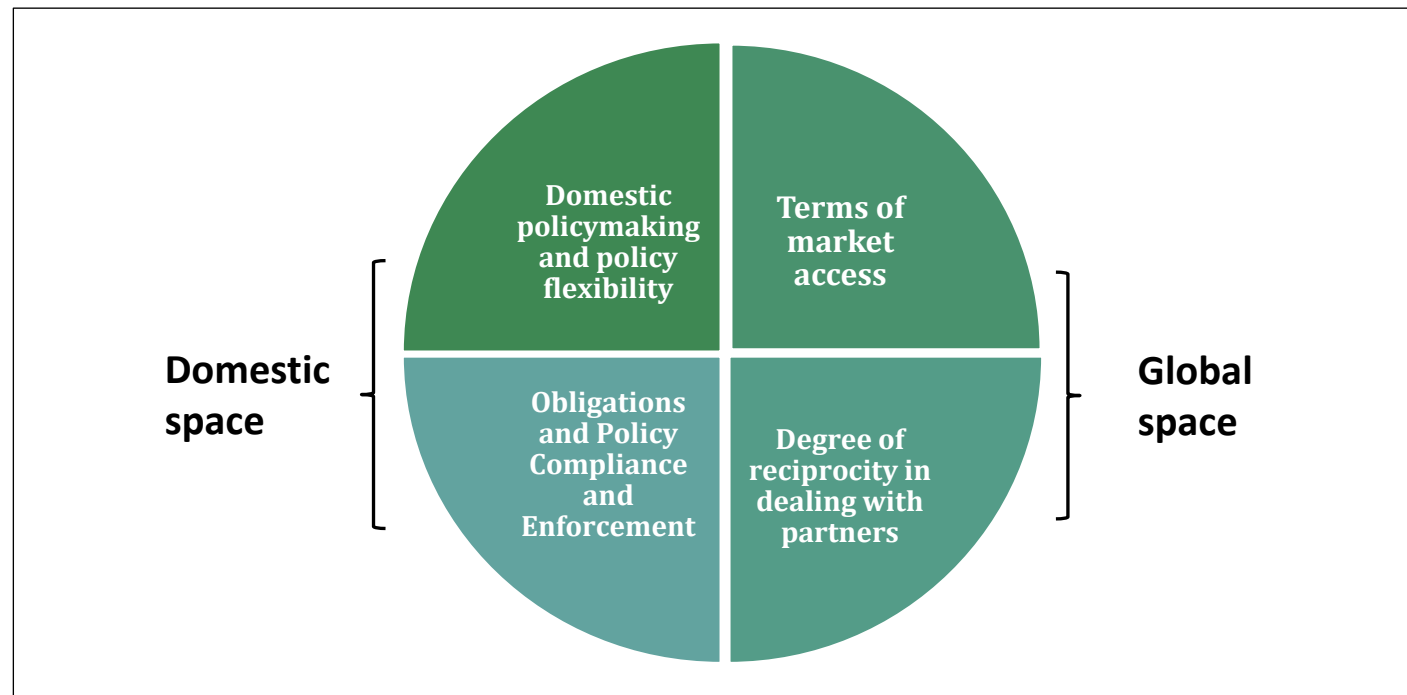 Domestic
policymaking
and policy
flexibility
Terms of
market
access
Domestic
space
Obligations
and Policy
Compliance
and
Enforcement
Degree of
reciprocity in
dealing with
partners
Global
space